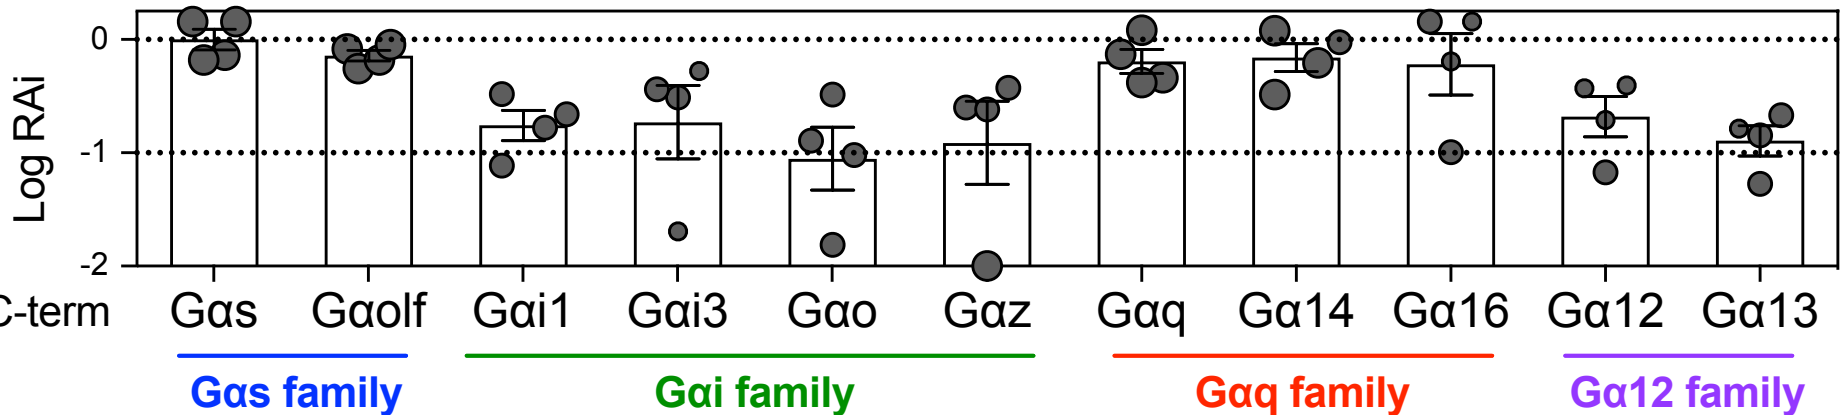 Log RAi
0
-1
-2
C-term Gαs Gαolf Gαi1 Gαi3 Gαo Gαz Gαq Gα14 Gα16 Gα12 Gα13
Gαs family Gαi family Gαq family Gα12 family